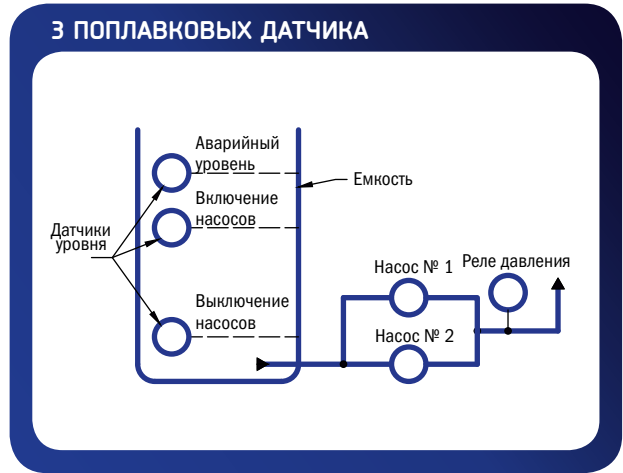 3 ПОПЛАВКОВЫХ ДАТЧИКА
Аварийный
уровень
Емкость
Включение
насосов
Датчики
уровня
Насос № 1
Реле давления
Выключение
насосов
Насос № 2